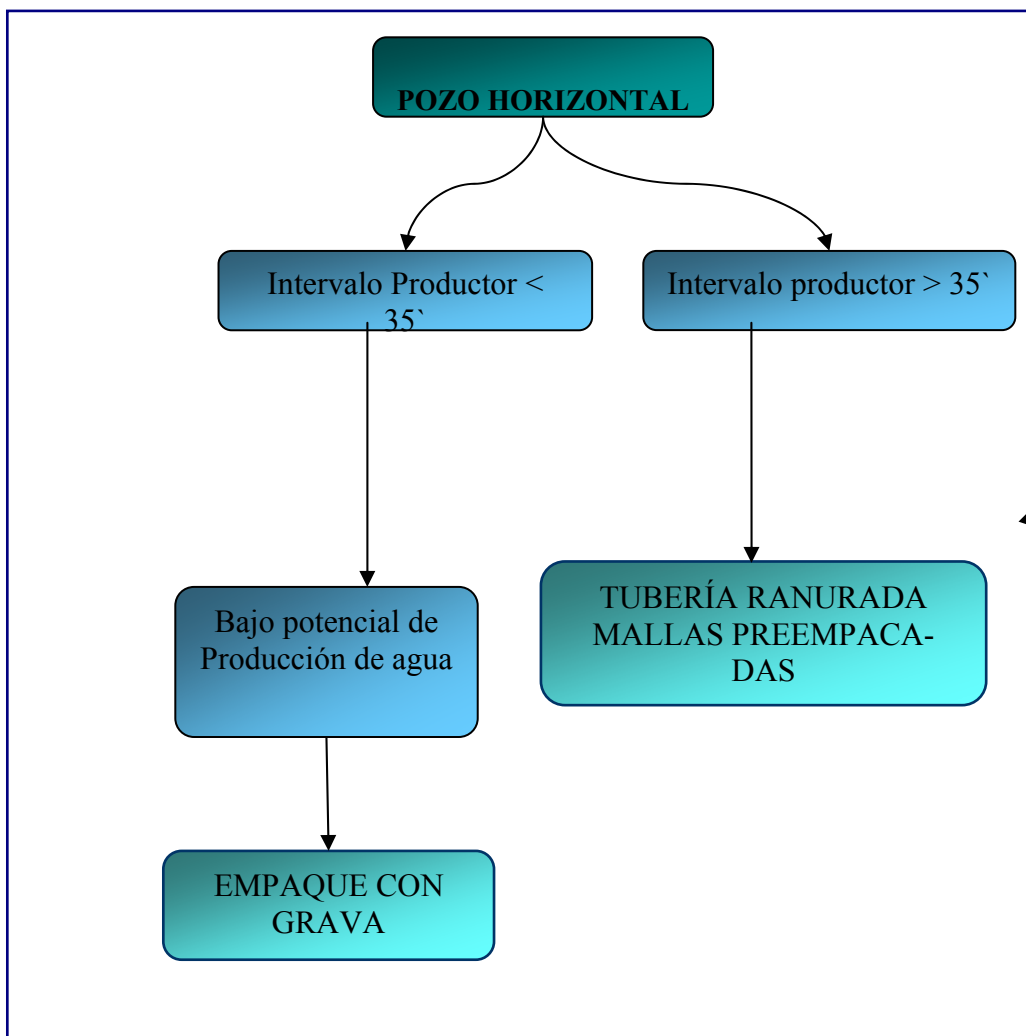 POZO HORIZONTAL
Intervalo Productor <
35`
Intervalo productor > 35`
TUBERÍA RANURADA
MALLAS PREEMPACA-
DAS
Bajo potencial de
Producción de agua
EMPAQUE CON
GRAVA